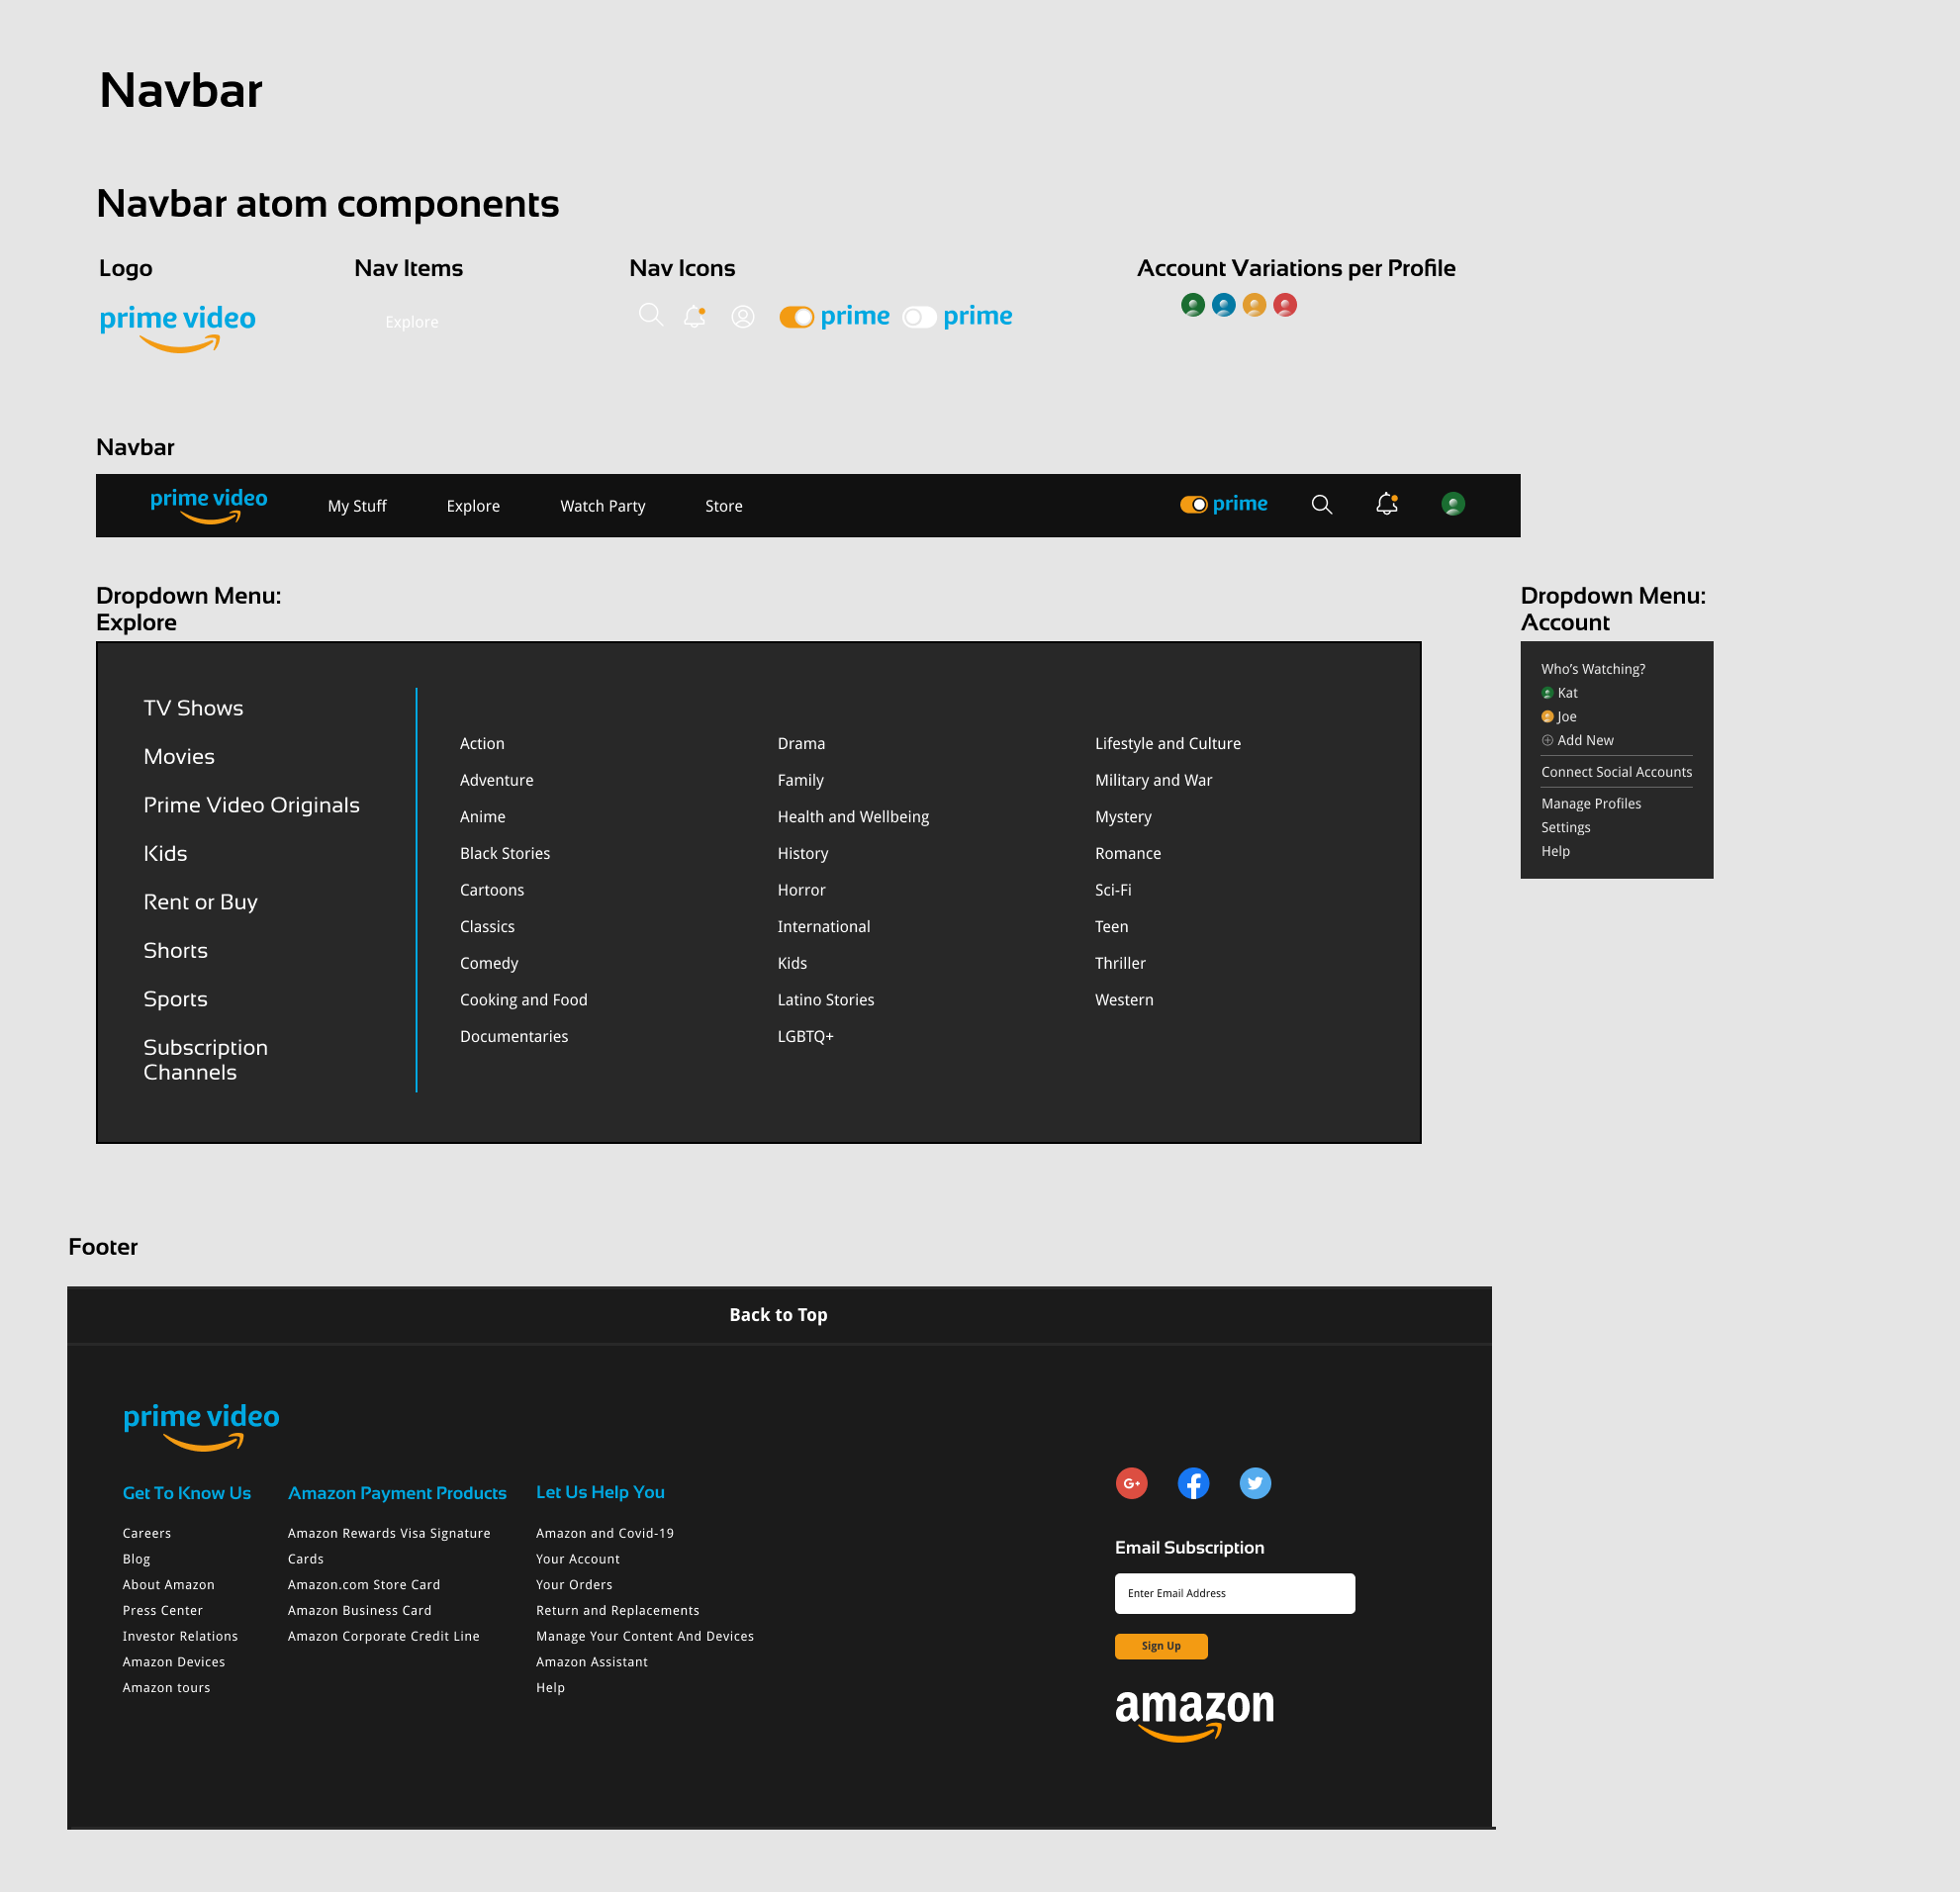 Navbar
Navbar atom components
Logo
Nav Items
Nav Icons
Account Variations per Profile
prime video
Explore
prime
prime
Navbar
prime video
My Stuff
Explore
Watch Party
Store
prime
Dropdown Menu:
Explore
TV Shows
Movies
Prime Video Originals
Kids
Rent or Buy
Shorts
Sports
Subscription
Channels
Action
Adventure
Anime
Black Stories
Cartoons
Classics
Comedy
Cooking and Food
Documentaries
Drama
Family
Health and Wellbeing
History
Horror
International
Kids
Latino Stories
LGBTQ+
Lifestyle and Culture
Military and War
Mystery
Romance
Sci-Fi
Teen
Thriller
Western
Dropdown Menu:
Account
Who's Watching?
Kat
Joe
Add New
Connect Social Accounts
Manage Profiles
Settings
Help
Footer
Back to Top
prime video
Get To Know Us
Careers
Blog
About Amazon
Press Center
Investor Relations
Amazon Devices
Amazon tours
Amazon Payment Products
Amazon Rewards Visa Signature
Cards
Amazon.com Store Card
Amazon Business Card
Amazon Corporate Credit Line
Let Us Help You
Amazon and Covid-19
Your Account
Your Orders
Return and Replacements
Manage Your Content And Devices
Amazon Assistant
Help
G+
f
Email Subscription
Enter Email Address
Sign Up
amazon